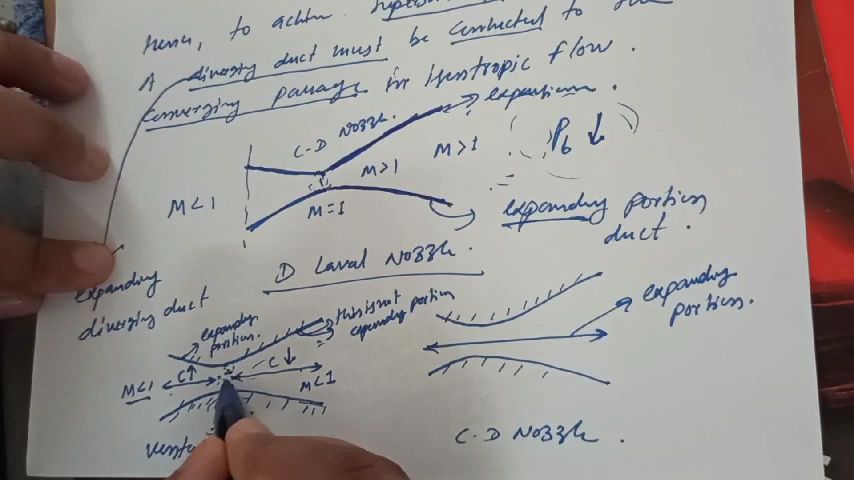 Hence, to achieve
A diverging duct must be connected to
converging passage in isentropic flow.
C-D Nozzle.
expansion.
M<1
M=1
M>1
M>1
Pb ↓
expanding portion
duct.
D Laval Nozzle.
expanding
diverging duct
expanding
portion.
this is not
expanding portion
M<1
C↑
C↓
M<1
expanding
portion.
C.D Nozzle.